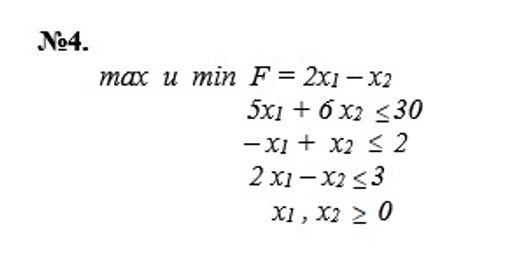 №4.
max и min F = 2x₁ – x₂
5x₁ + 6 x₂ ≤ 30
– x₁ + x₂ ≤ 2
2 x₁ – x₂ ≤ 3
x₁ , x₂ ≥ 0